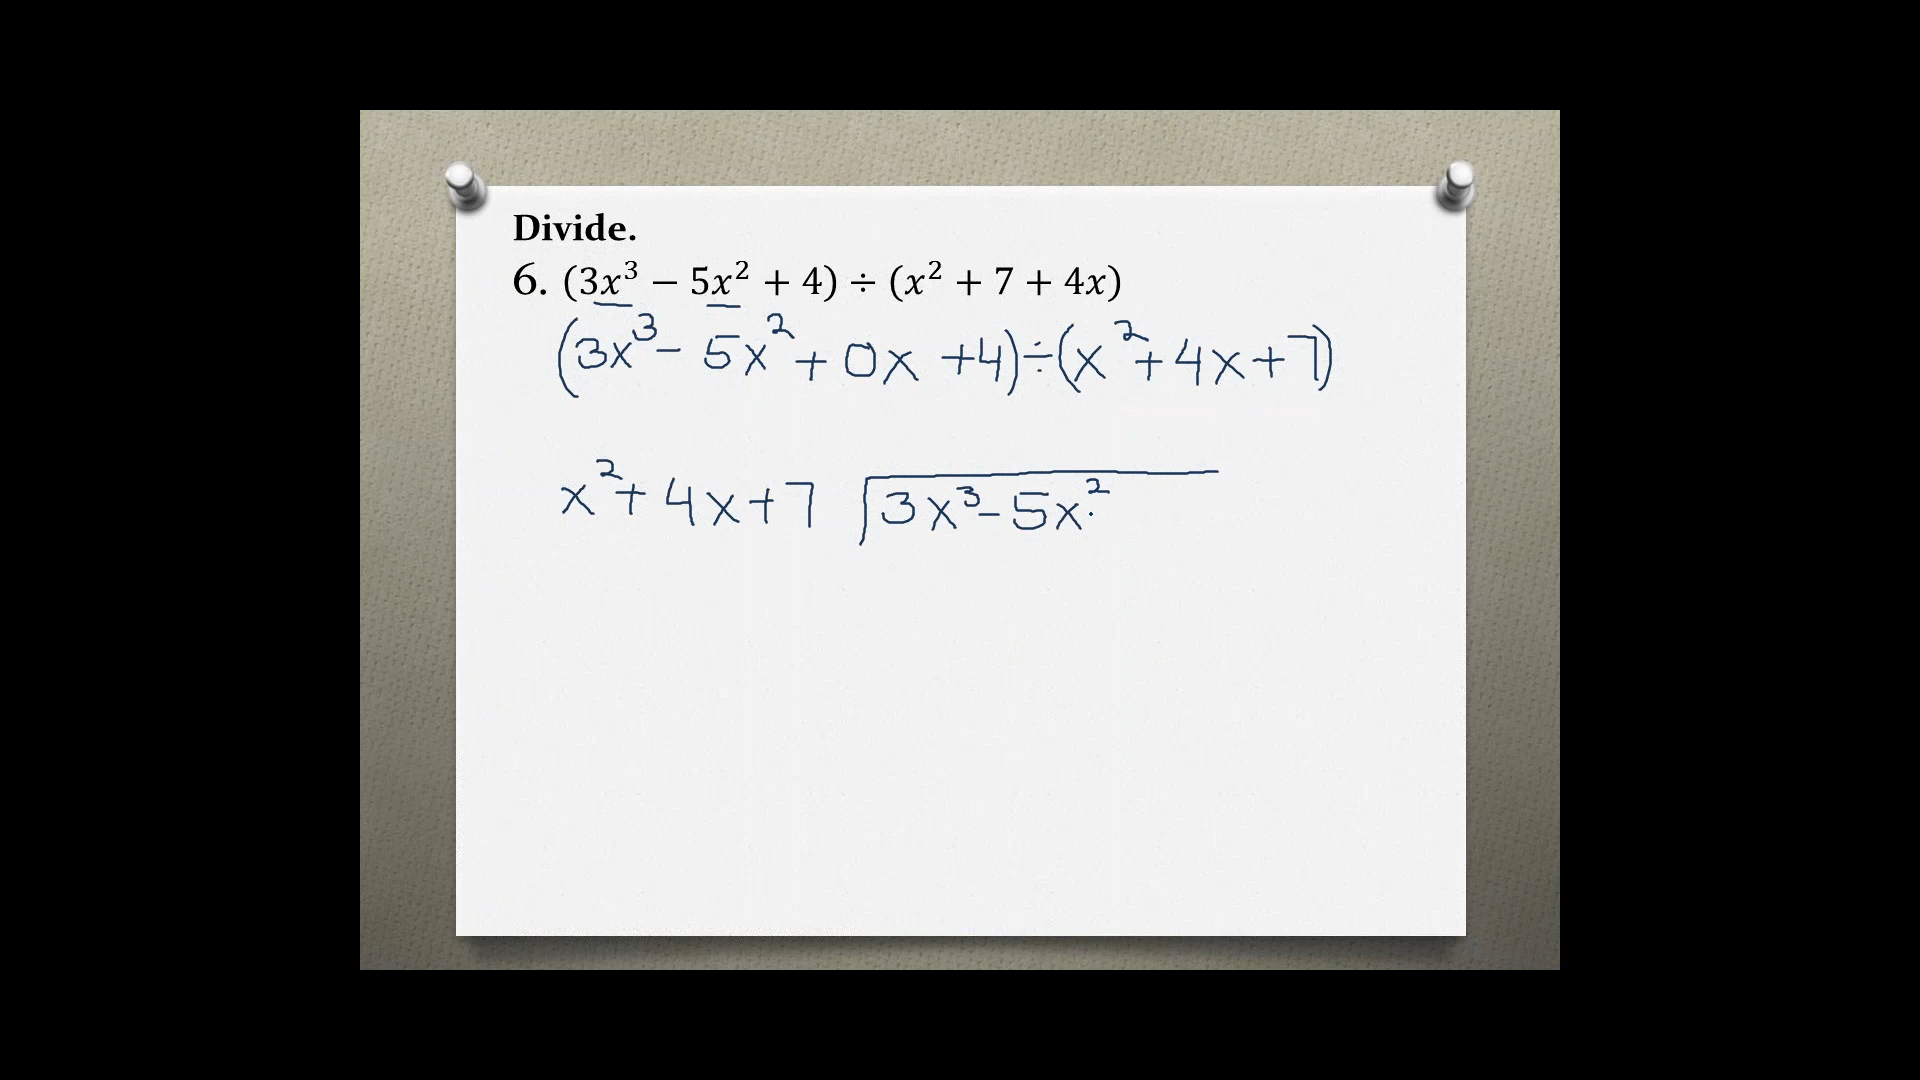 Divide.
6. (3x³ − 5x² + 4) ÷ (x² + 7 + 4x)
(3x³ - 5x² + 0x + 4) ÷ (x² + 4x + 7)
x² + 4x + 7 3x³ - 5x²